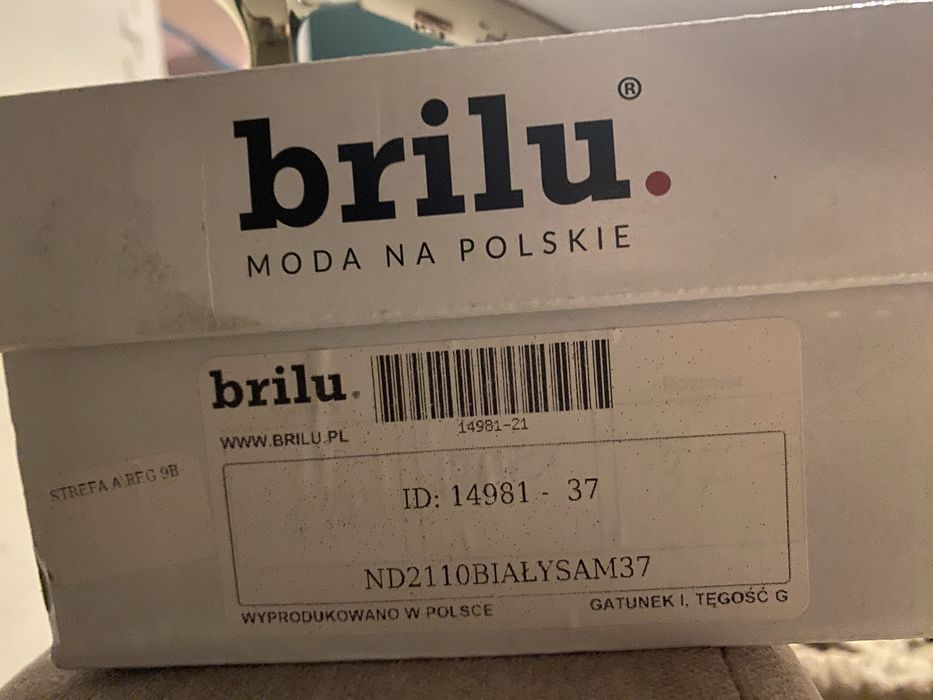 brilu.®
MODA NA POLSKIE
brilu.
14981-21
WWW.BRILU.PL
STREFA A REG 9B
Rozmiar
ID: 14981 - 37
ND2110BIAŁYSAM37
WYPRODUKOWANO W POLSCE
GATUNEK I, TĘGOŚĆ G